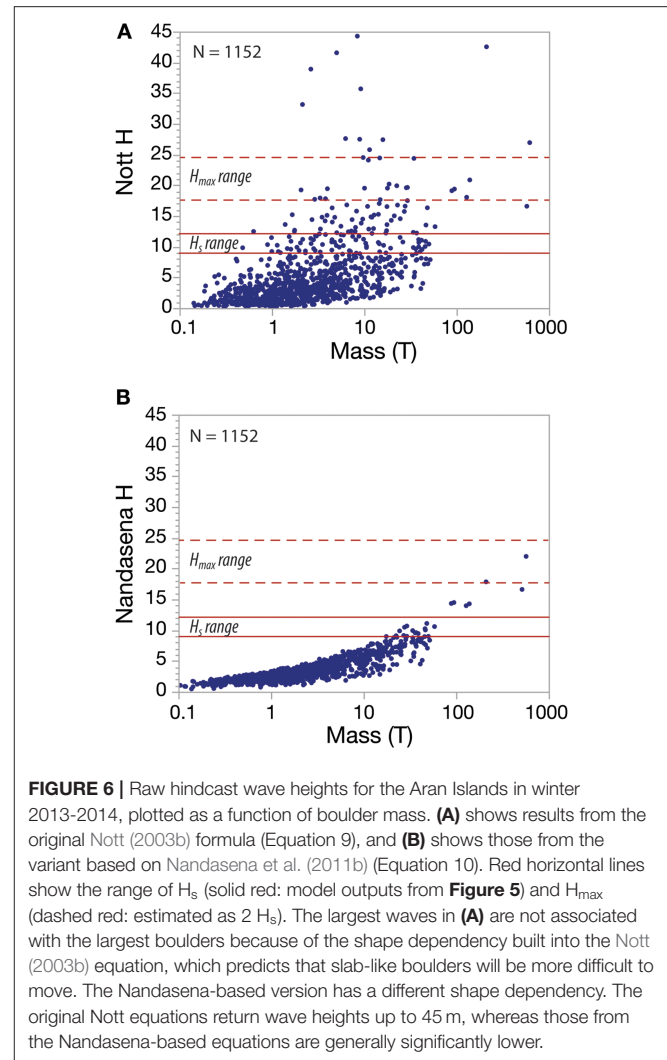 A
N = 1152
Nott H
45
40
35
30
25
20
15
10
5
0
Hmax range
Hs range
0.1 1 10 100 1000
Mass (T)
B
N = 1152
Nandasena H
45
40
35
30
25
20
15
10
5
0
Hmax range
Hs range
0.1 1 10 100 1000
Mass (T)
FIGURE 6 | Raw hindcast wave heights for the Aran Islands in winter
2013-2014, plotted as a function of boulder mass. (A) shows results from the
original Nott (2003b) formula (Equation 9), and (B) shows those from the
variant based on Nandasena et al. (2011b) (Equation 10). Red horizontal lines
show the range of Hs (solid red: model outputs from Figure 5) and Hmax
(dashed red: estimated as 2 Hs). The largest waves in (A) are not associated
with the largest boulders because of the shape dependency built into the Nott
(2003b) equation, which predicts that slab-like boulders will be more difficult to
move. The Nandasena-based version has a different shape dependency. The
original Nott equations return wave heights up to 45 m, whereas those from
the Nandasena-based equations are generally significantly lower.